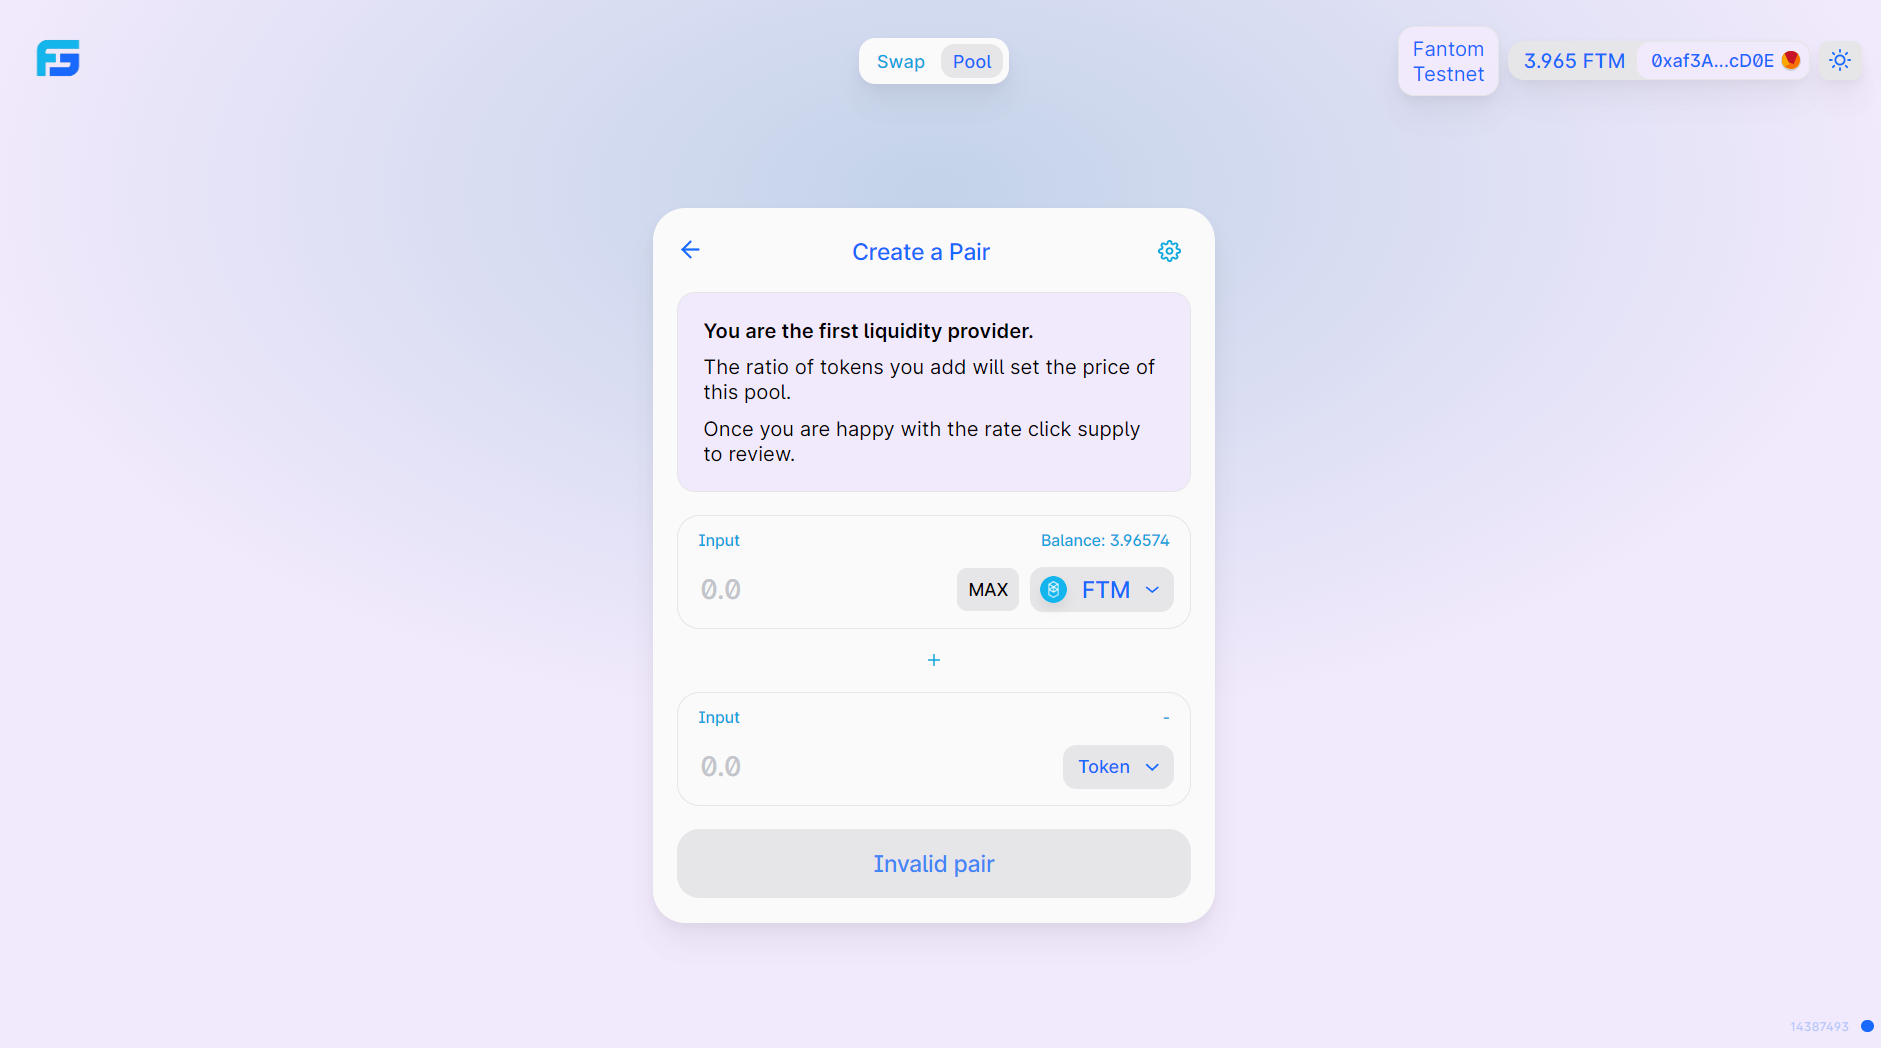 Swap Pool
Fantom
Testnet
3.965 FTM 0xaf3A...cD0E
Create a Pair
You are the first liquidity provider.
The ratio of tokens you add will set the price of
this pool.
Once you are happy with the rate click supply
to review.
Input Balance: 3.96574
0.0 MAX FTM
+
Input -
0.0 Token
Invalid pair
14387493